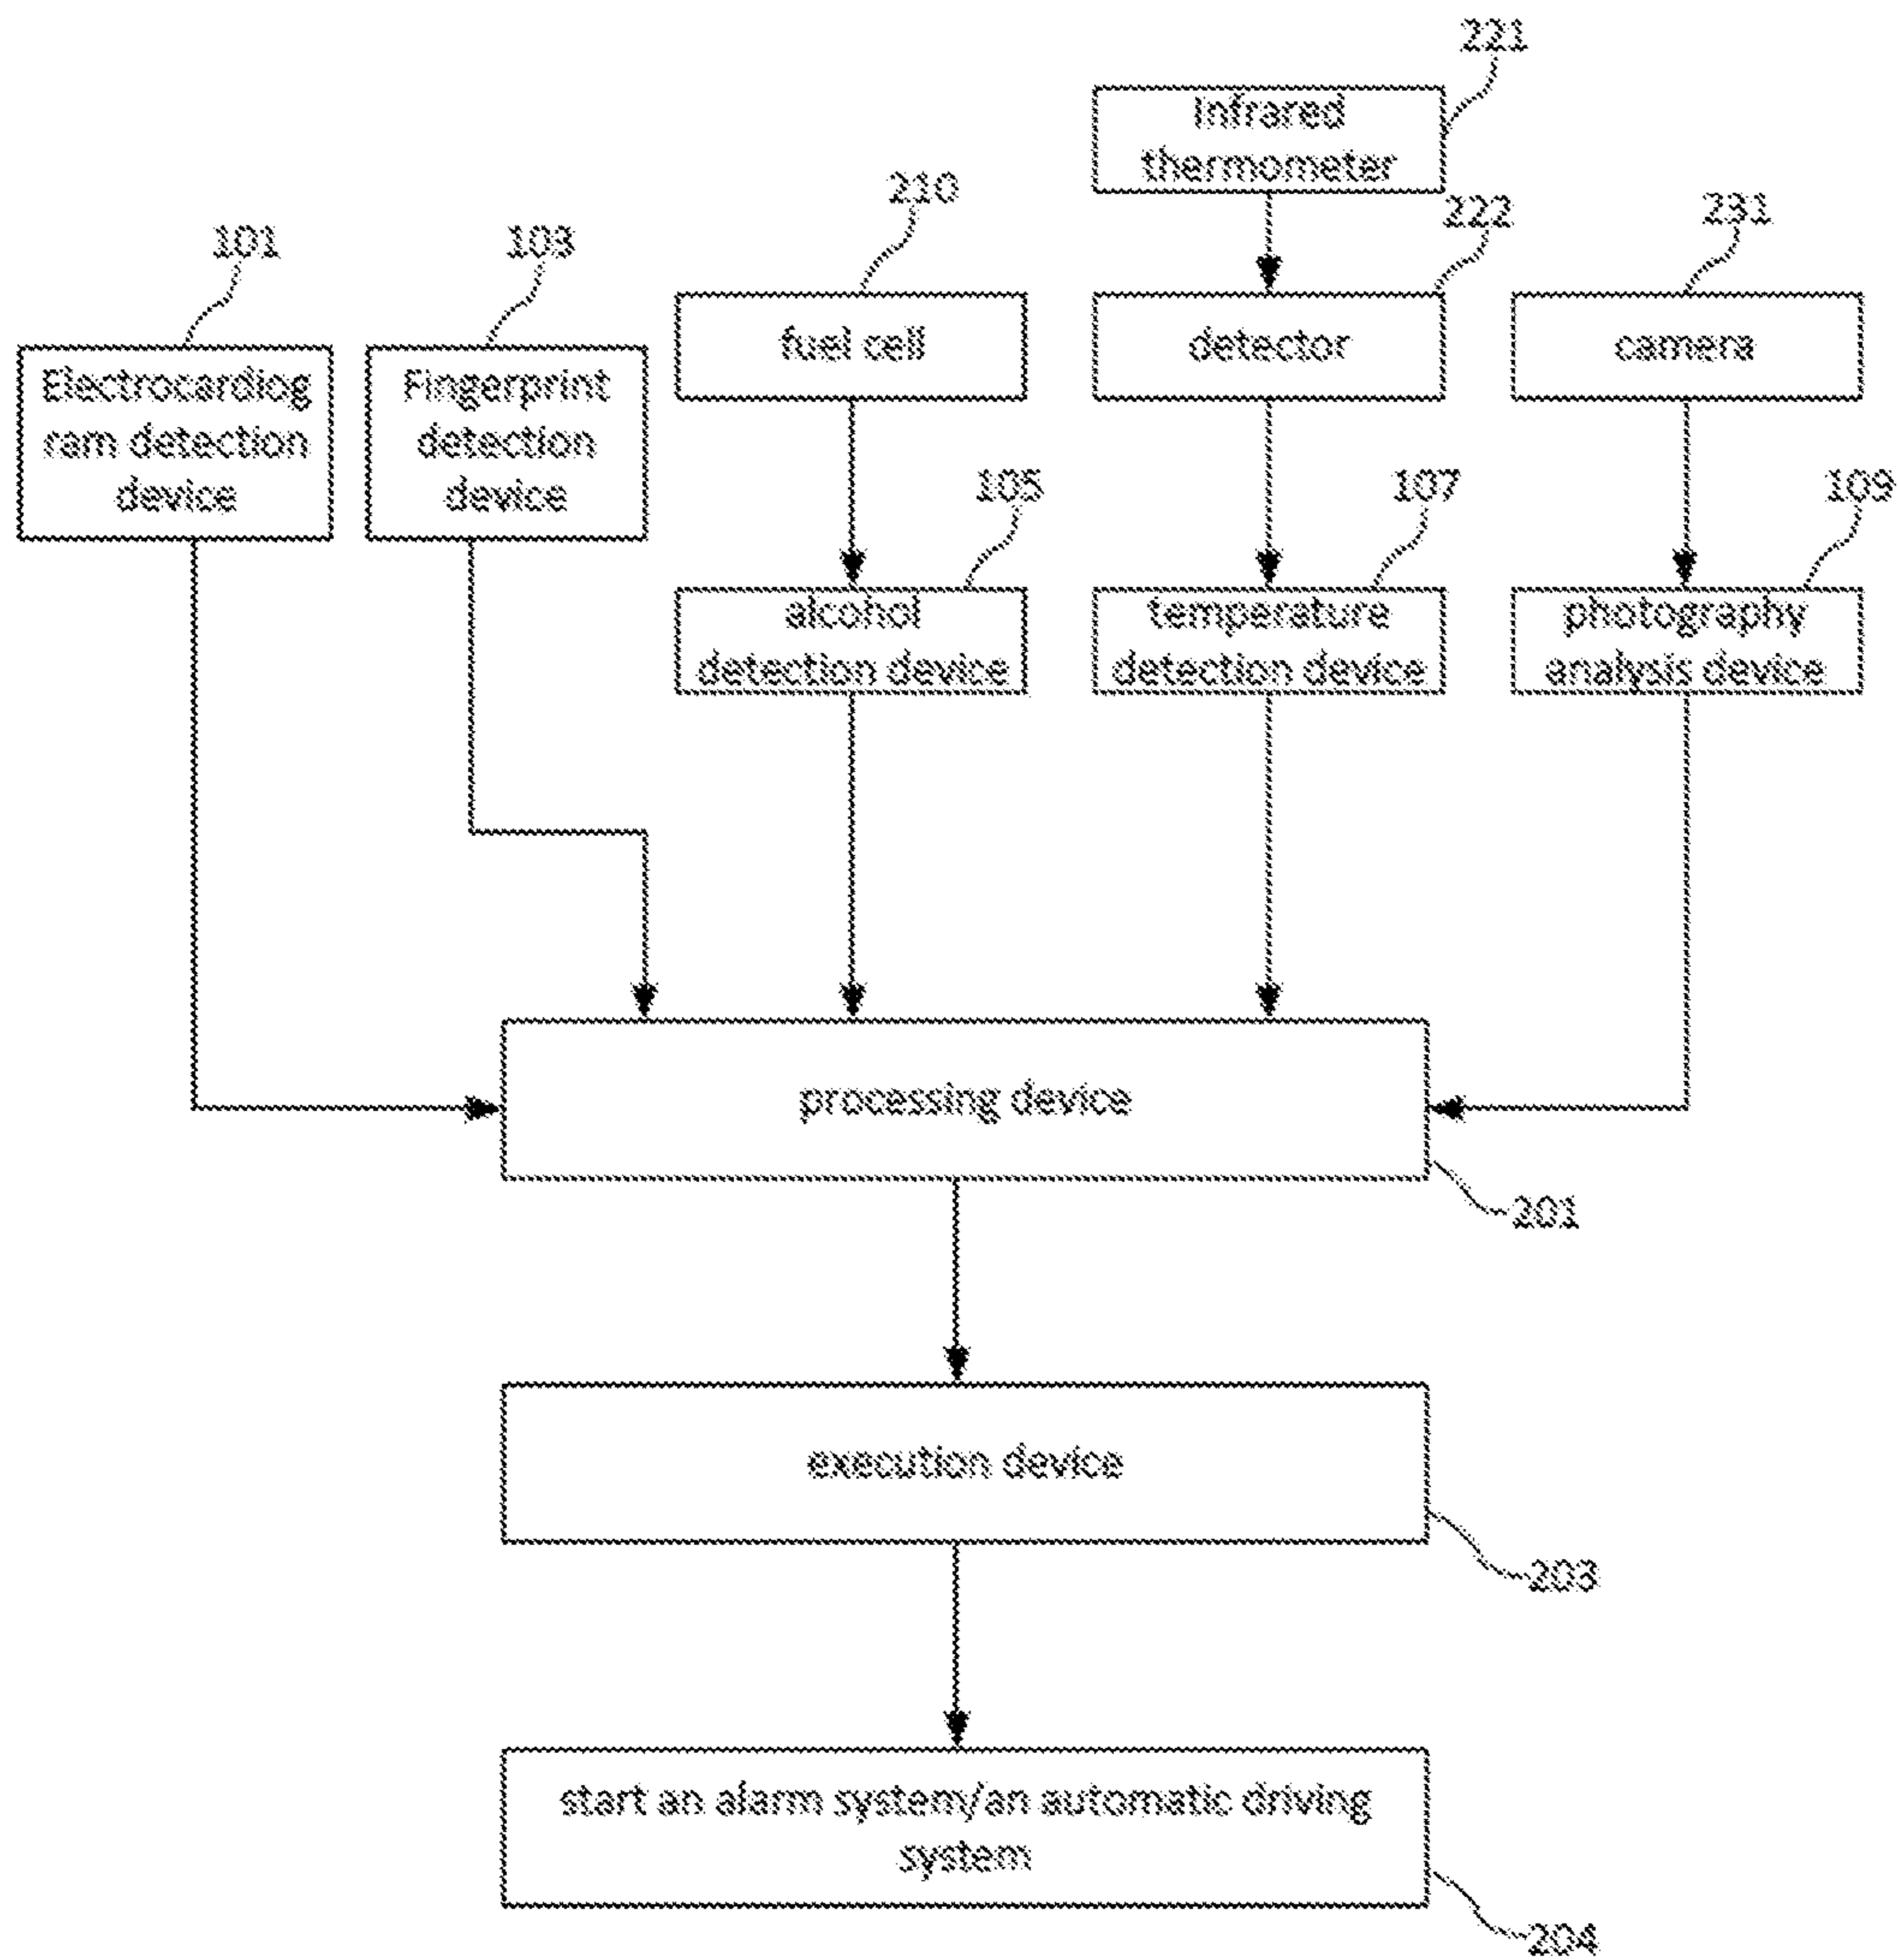 221
Infrared
thermometer
210
222
231
101
103
fuel cell
detector
camera
Electrocardiog
ram detection
device
Fingerprint
detection
device
105
107
109
alcohol
detection device
temperature
detection device
photography
analysis device
processing device
201
execution device
203
start an alarm system/an automatic driving
system
204